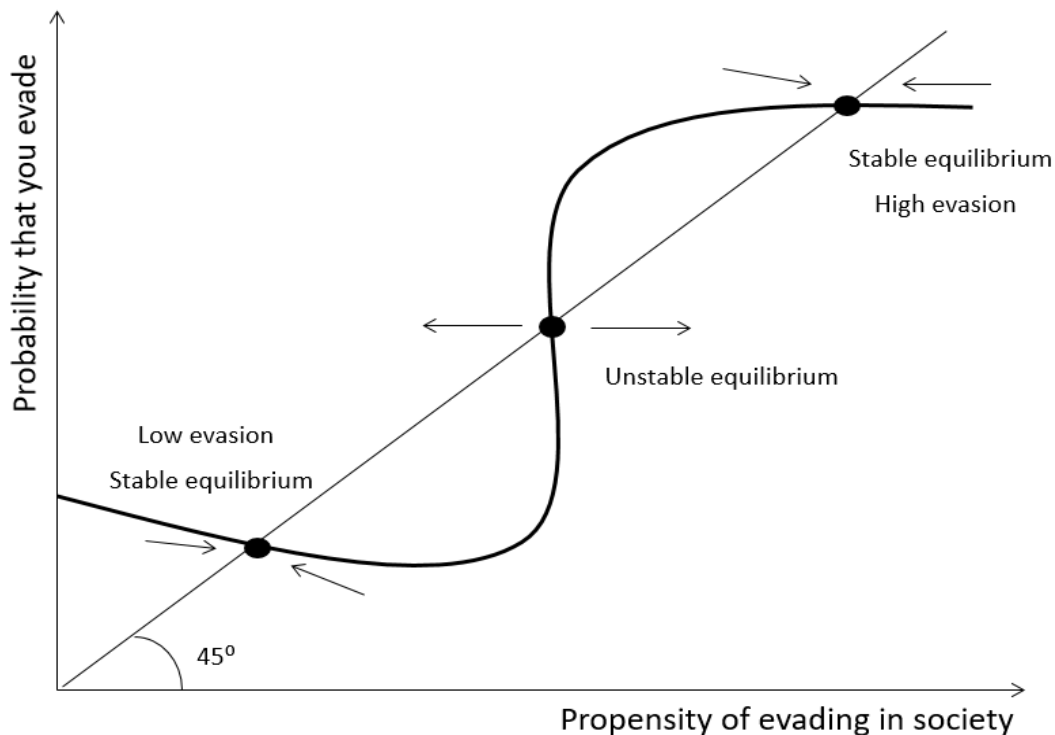 Probability that you evade
Stable equilibrium
High evasion
Unstable equilibrium
Low evasion
Stable equilibrium
45⁰
Propensity of evading in society